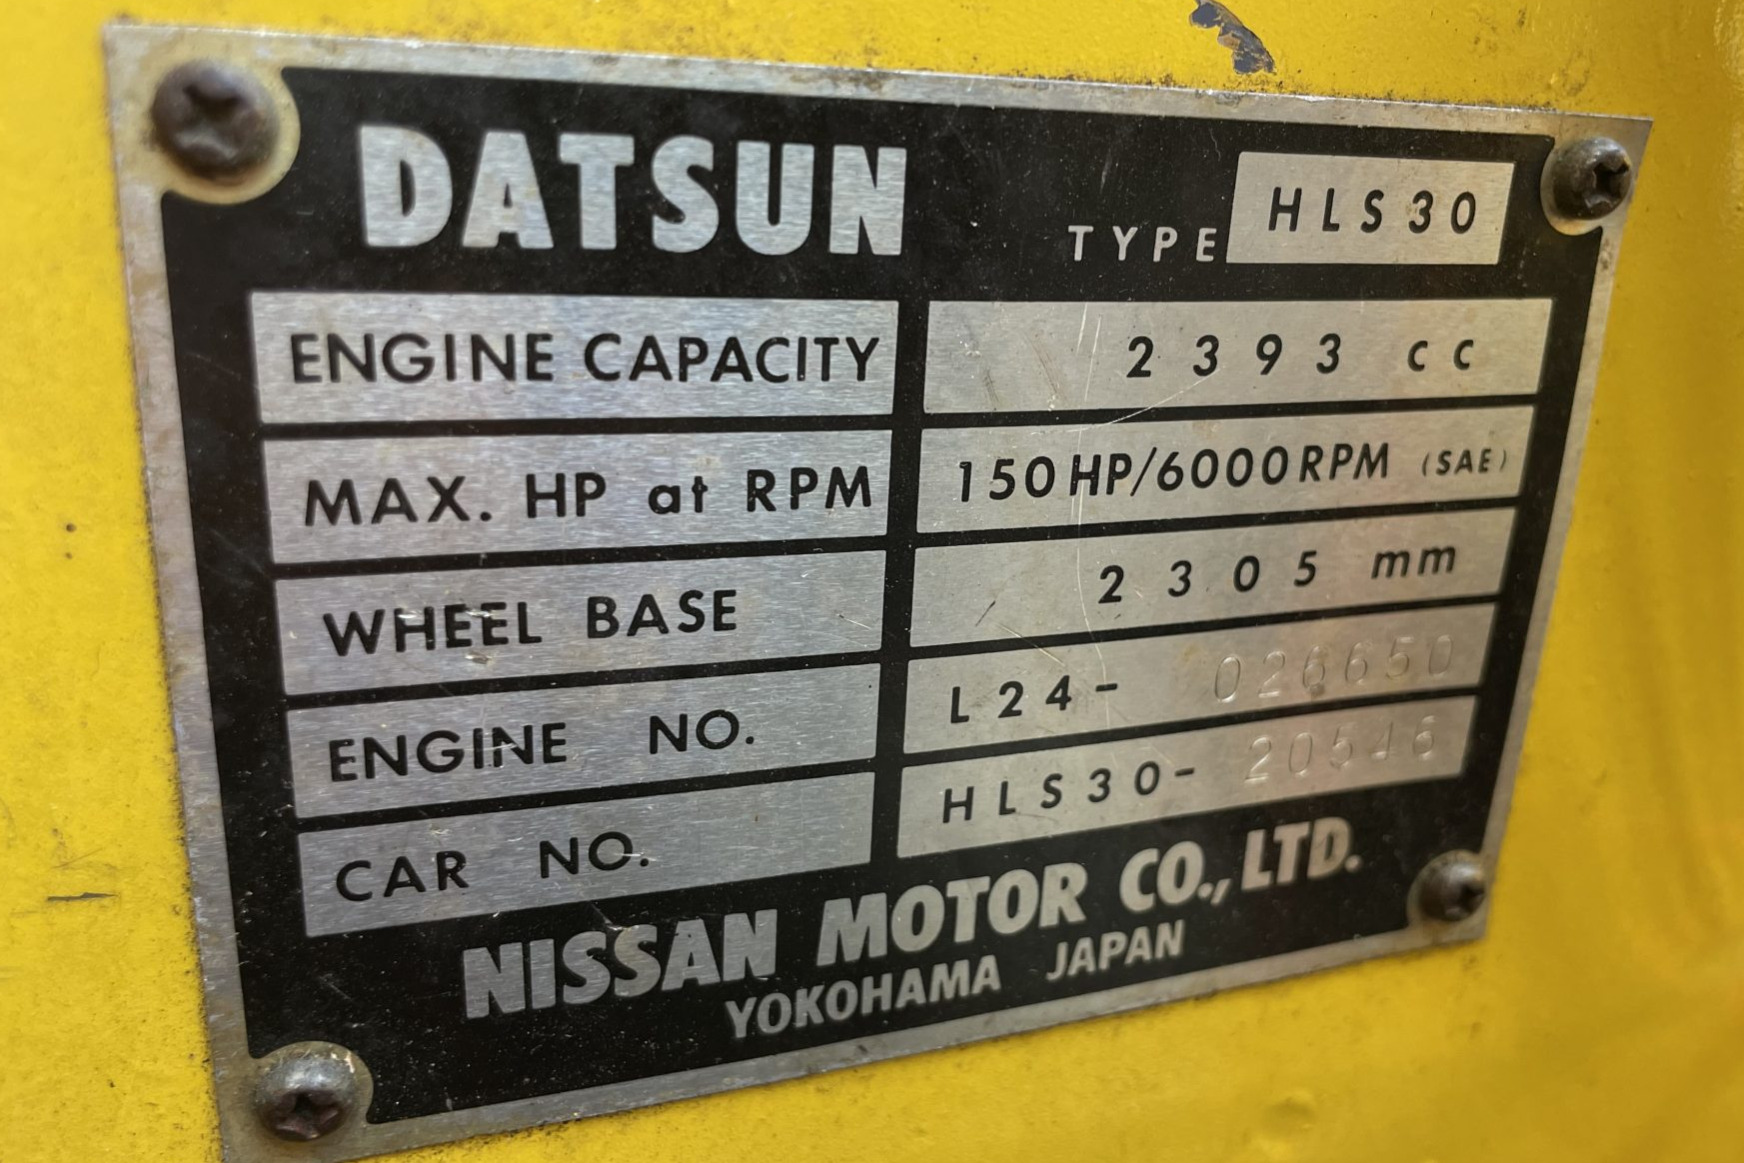 DATSUN TYPE HLS30
ENGINE CAPACITY 2393 cc
MAX. HP at RPM 150HP/6000RPM (SAE)
WHEEL BASE 2305 mm
ENGINE NO. L24- 026650
CAR NO. HLS30- 20546
NISSAN MOTOR CO., LTD.
YOKOHAMA JAPAN